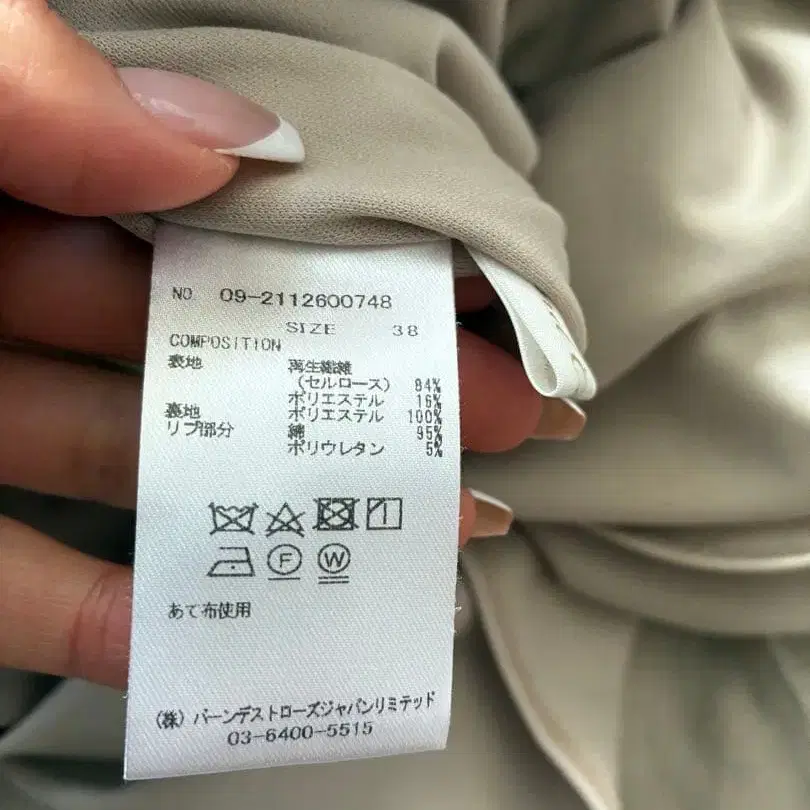 NO. 09-2112600748
SIZE 38
COMPOSITION
表地 再生繊維
(セルロース) 84%
ポリエステル 16%
裏地 ポリエステル 100%
リブ部分 綿 95%
ポリウレタン 5%
F W
あて布使用
(株) バーンデストローズジャパンリミテッド
03-6400-5515